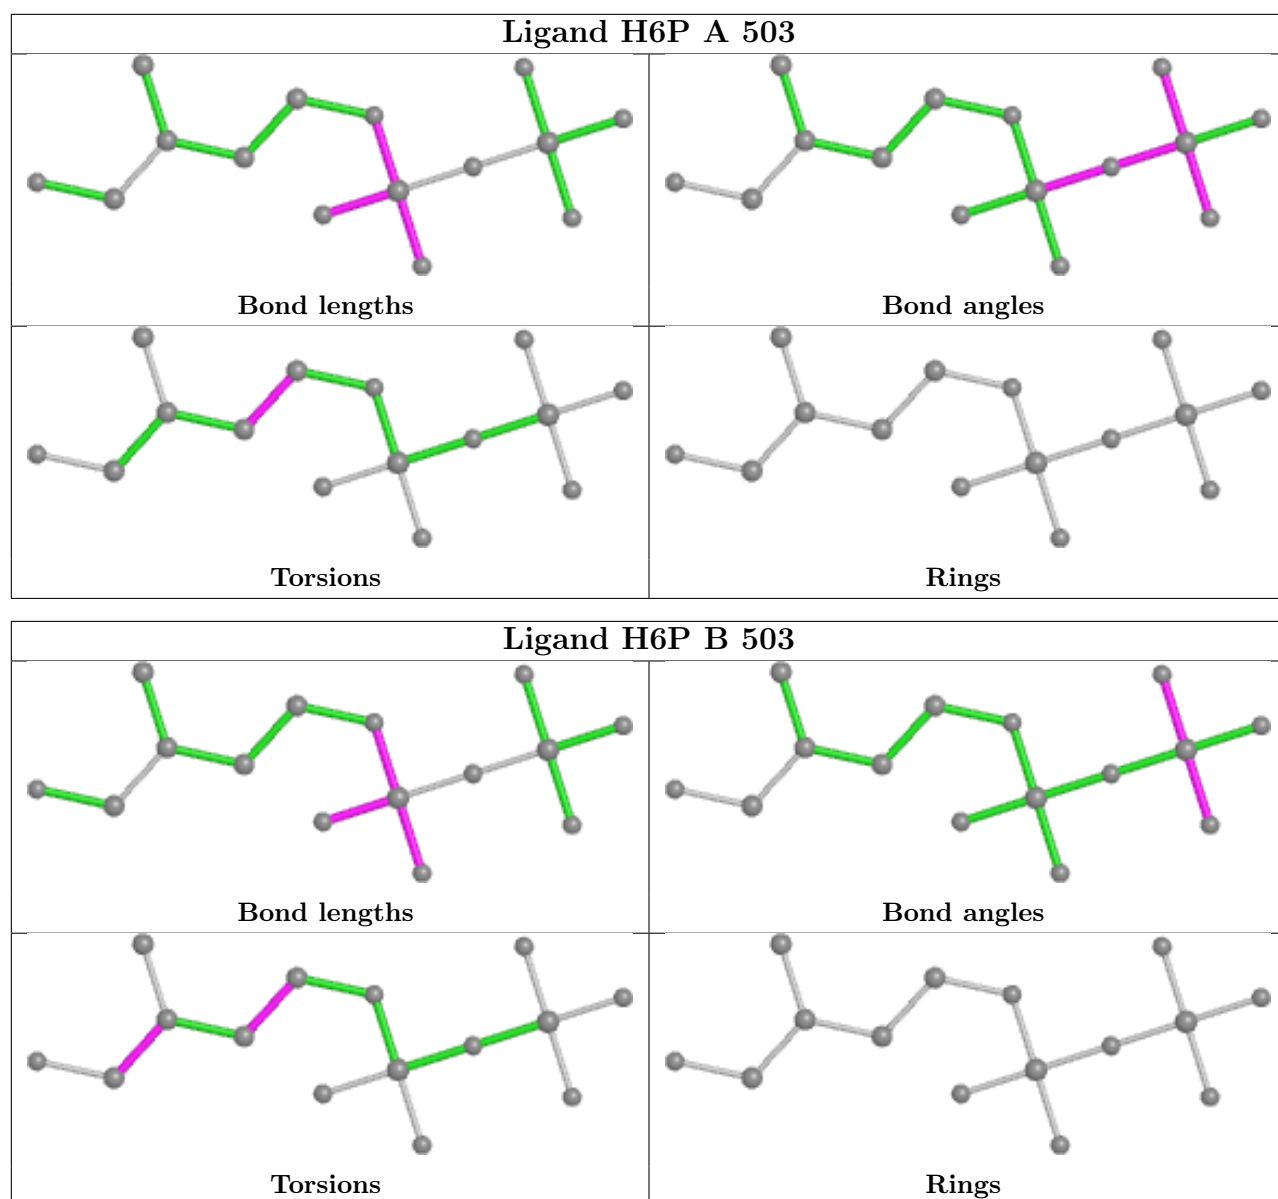 Ligand H6P A 503
Bond lengths
Bond angles
Torsions
Rings
Ligand H6P B 503
Bond lengths
Bond angles
Torsions
Rings